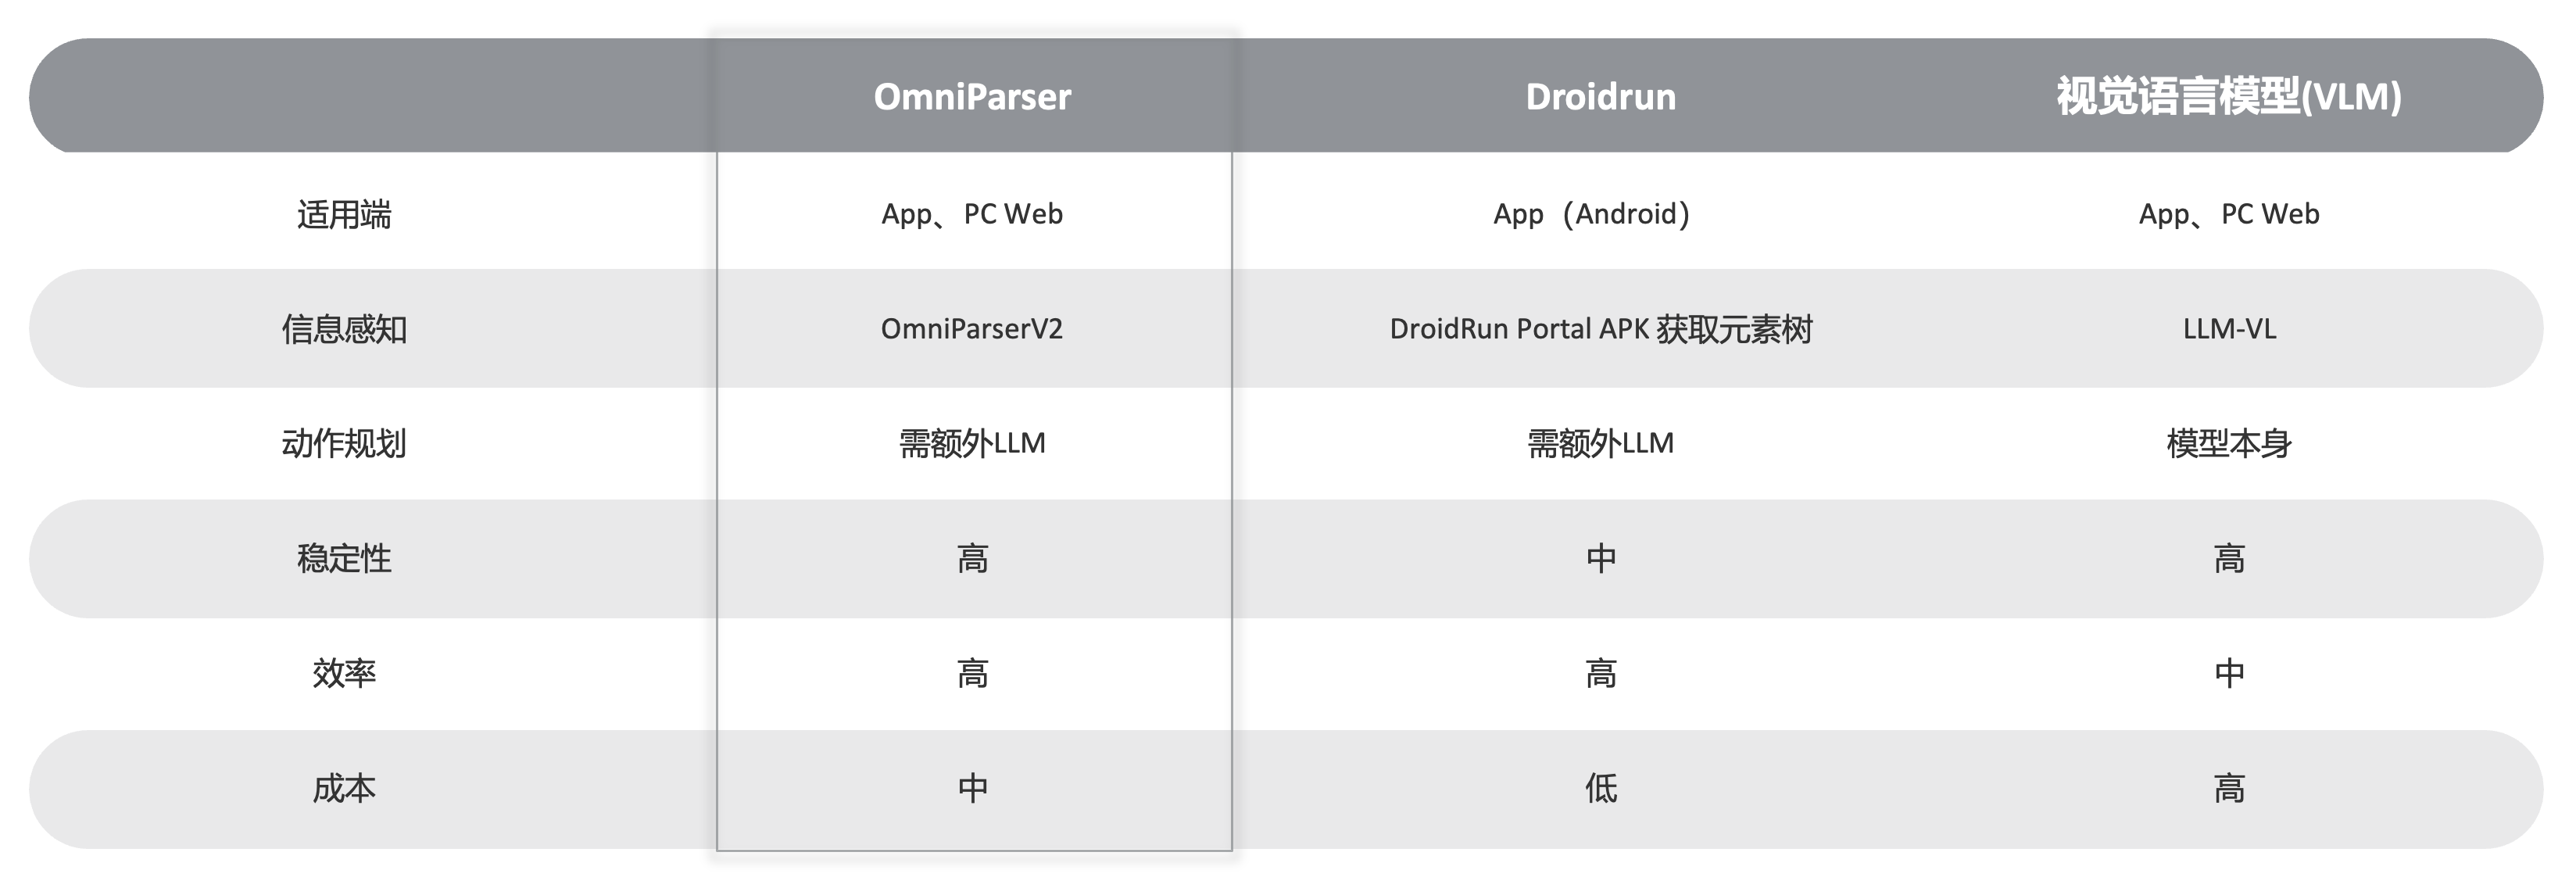 OmniParser Droidrun 视觉语言模型(VLM)
适用端 App、PC Web App（Android） App、PC Web
信息感知 OmniParserV2 DroidRun Portal APK 获取元素树 LLM-VL
动作规划 需额外LLM 需额外LLM 模型本身
稳定性 高 中 高
效率 高 高 中
成本 中 低 高